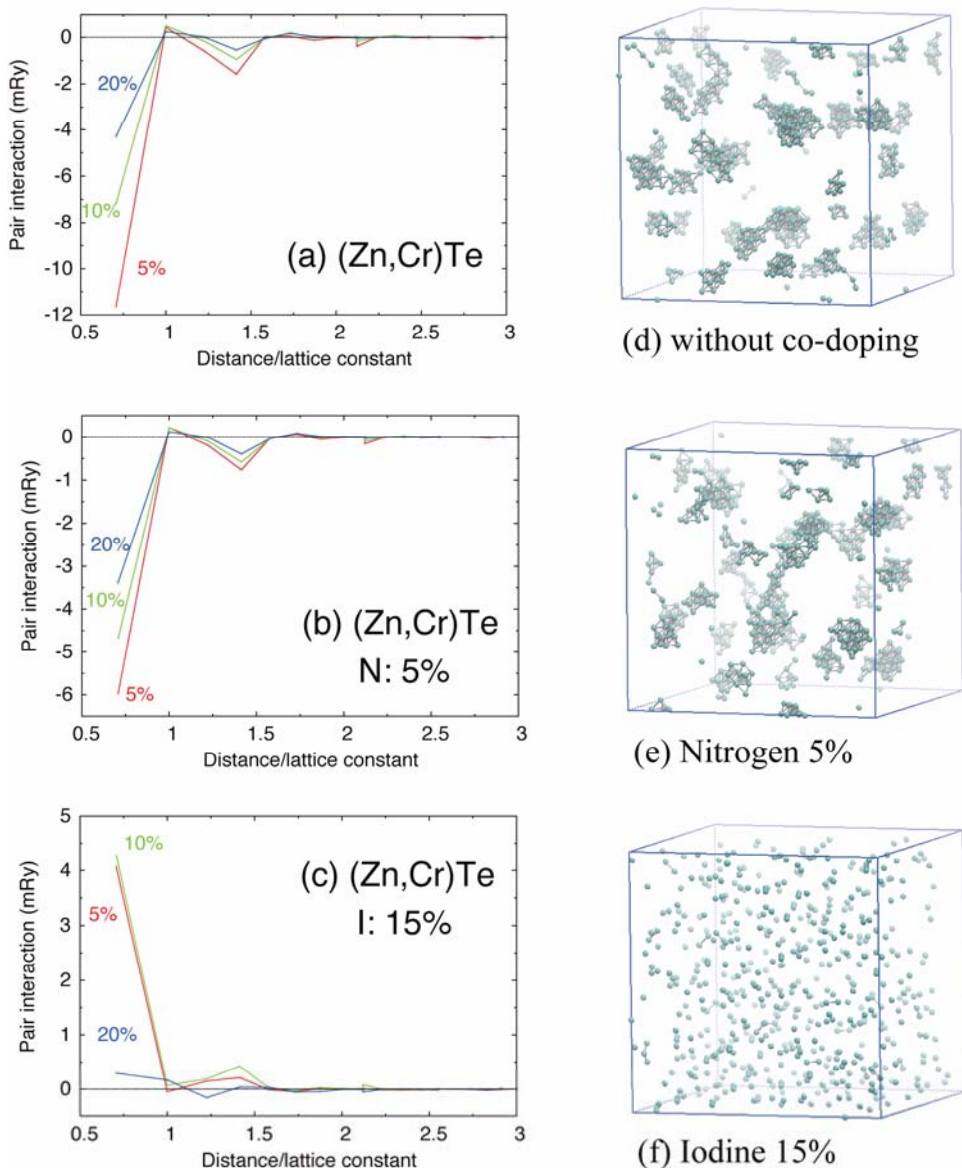 0
-2
-4
-6
-8
-10
-12
Pair interaction (mRy)
20%
10%
5%
(a) (Zn,Cr)Te
0.5 1 1.5 2 2.5 3
Distance/lattice constant
(d) without co-doping
0
-1
-2
-3
-4
-5
-6
Pair interaction (mRy)
20%
10%
5%
(b) (Zn,Cr)Te
N: 5%
0.5 1 1.5 2 2.5 3
Distance/lattice constant
(e) Nitrogen 5%
5
4
3
2
1
0
Pair interaction (mRy)
10%
5%
20%
(c) (Zn,Cr)Te
I: 15%
0.5 1 1.5 2 2.5 3
Distance/lattice constant
(f) Iodine 15%